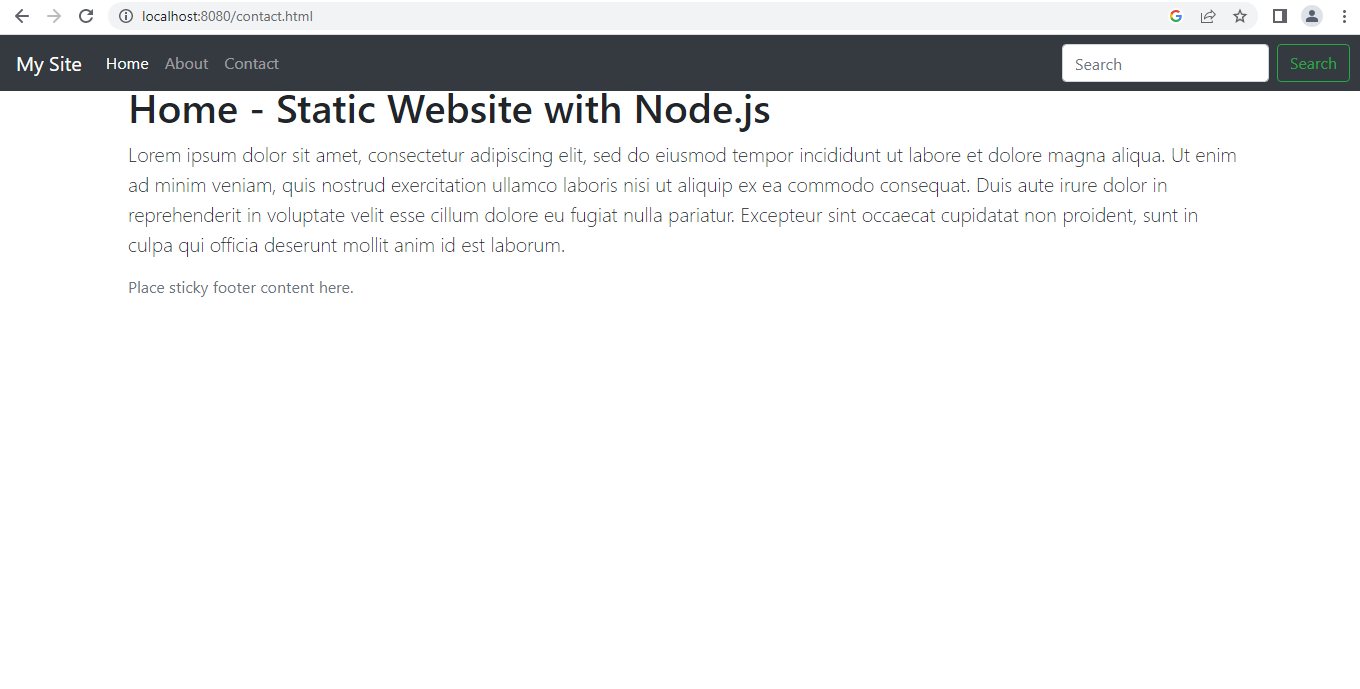 localhost:8080/contact.html
My Site Home About Contact Search Search
Home - Static Website with Node.js
Lorem ipsum dolor sit amet, consectetur adipiscing elit, sed do eiusmod tempor incididunt ut labore et dolore magna aliqua. Ut enim
ad minim veniam, quis nostrud exercitation ullamco laboris nisi ut aliquip ex ea commodo consequat. Duis aute irure dolor in
reprehenderit in voluptate velit esse cillum dolore eu fugiat nulla pariatur. Excepteur sint occaecat cupidatat non proident, sunt in
culpa qui officia deserunt mollit anim id est laborum.
Place sticky footer content here.